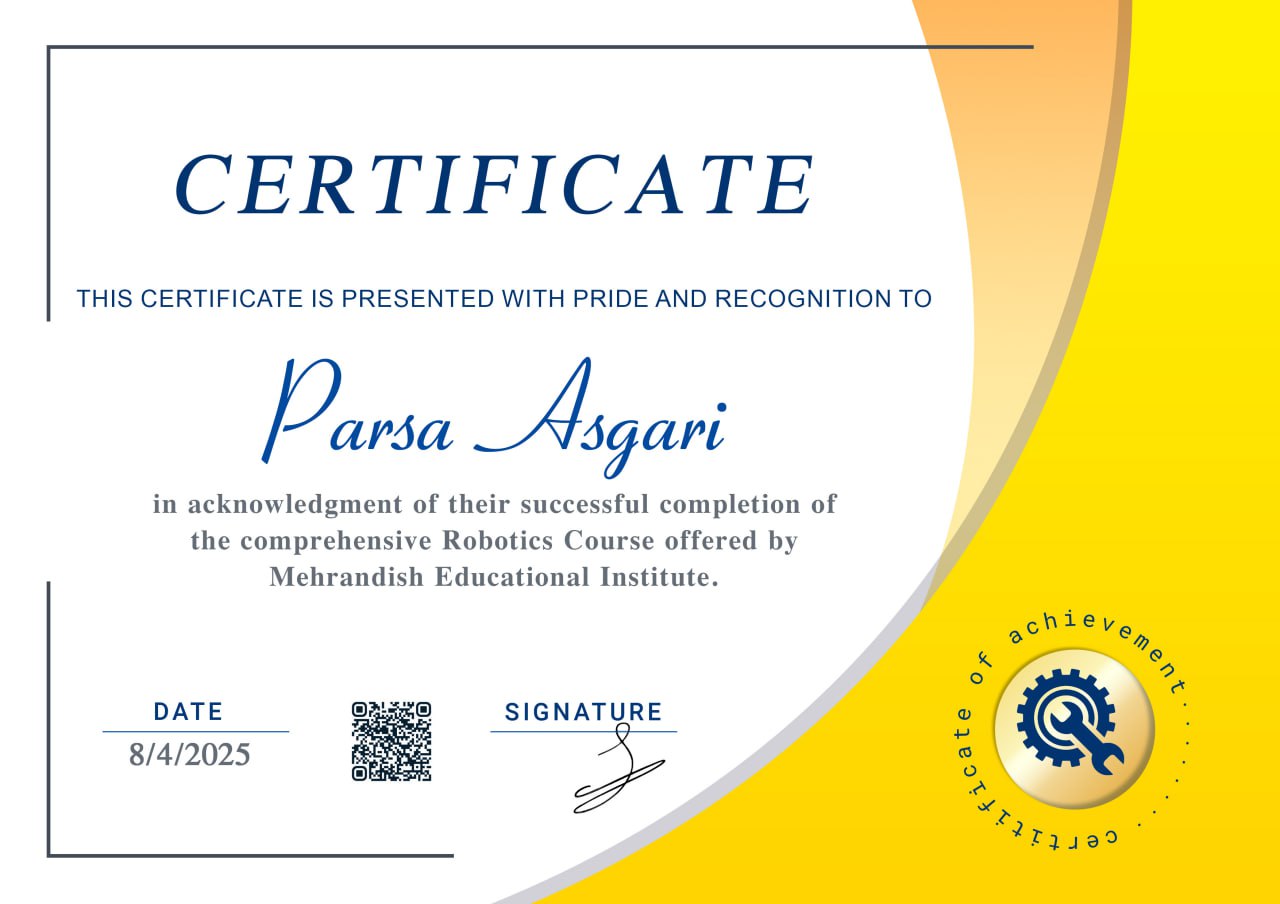 CERTIFICATE
THIS CERTIFICATE IS PRESENTED WITH PRIDE AND RECOGNITION TO
Parsa Asgari
in acknowledgment of their successful completion of
the comprehensive Robotics Course offered by
Mehrandish Educational Institute.
DATE
8/4/2025
SIGNATURE
certificate of achievement........